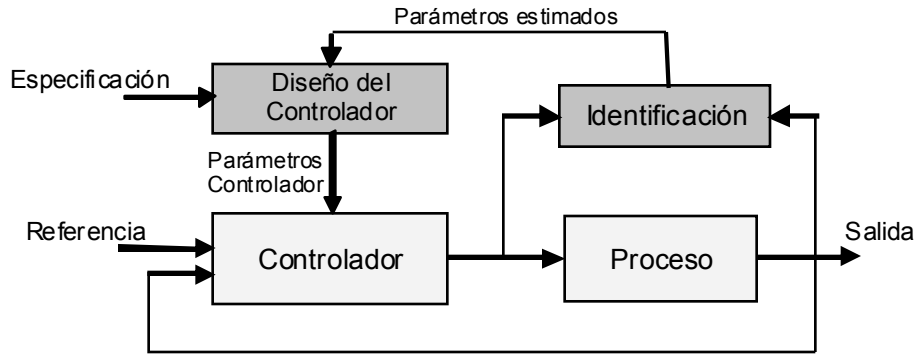 Parámetros estimados
Especificación
Diseño del
Controlador
Identificación
Parámetros
Controlador
Referencia
Controlador
Proceso
Salida